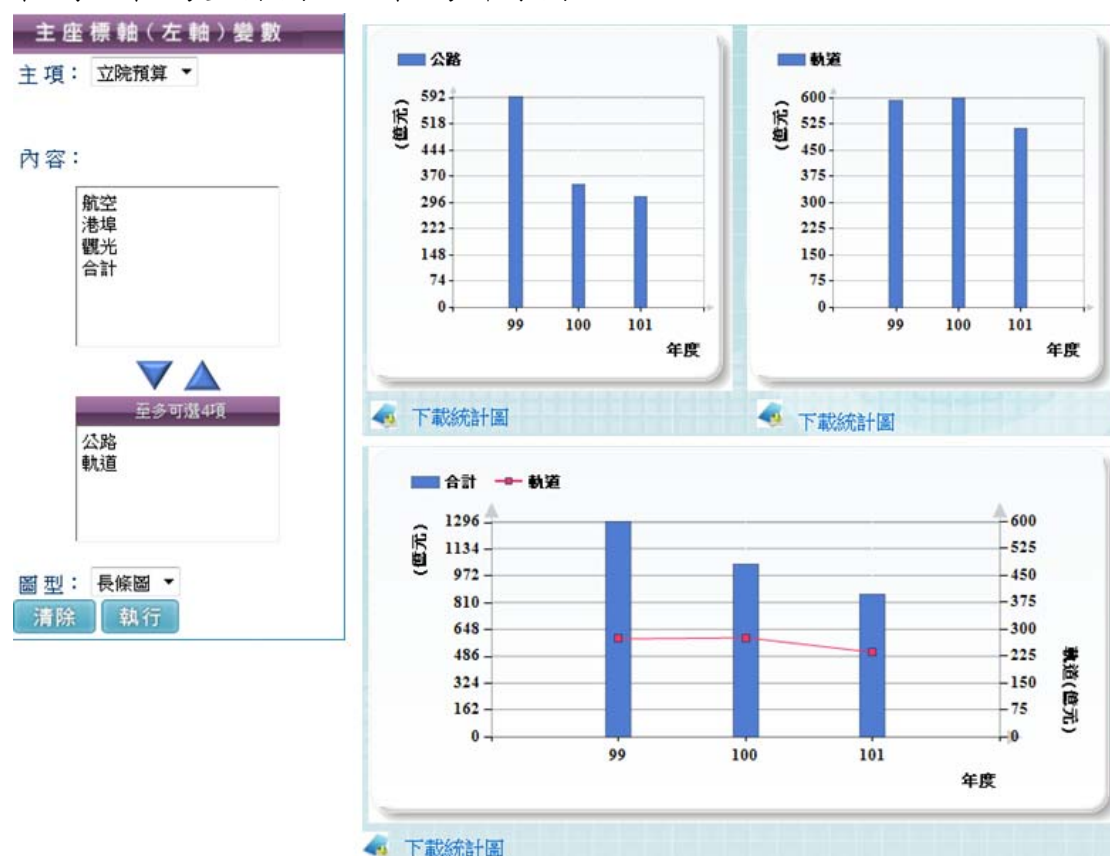 主座標軸(左軸)變數
主項: 立院預算
內容:
航空
港埠
觀光
合計
至多可選4項
公路
軌道
圖型: 長條圖
清除 執行
公路
(億元)
592
518
444
370
296
222
148
74
0
99 100 101
年度
下載統計圖
軌道
(億元)
600
525
450
375
300
225
150
75
0
99 100 101
年度
下載統計圖
合計 軌道
(億元)
1296
1134
972
810
648
486
324
162
0
600
525
450
375
300
225
150
75
0
軌道(億元)
99 100 101
年度
下載統計圖